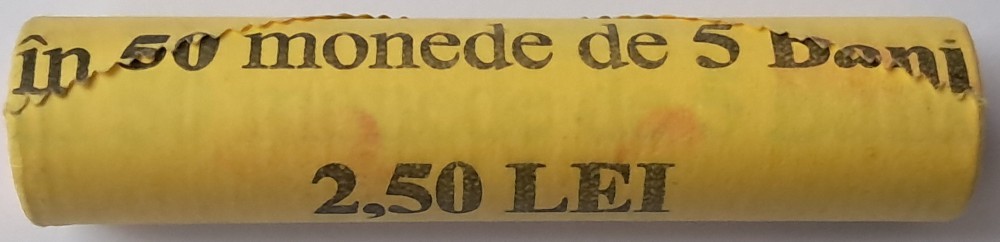 în 50 monede de 5 Bani
2,50 LEI